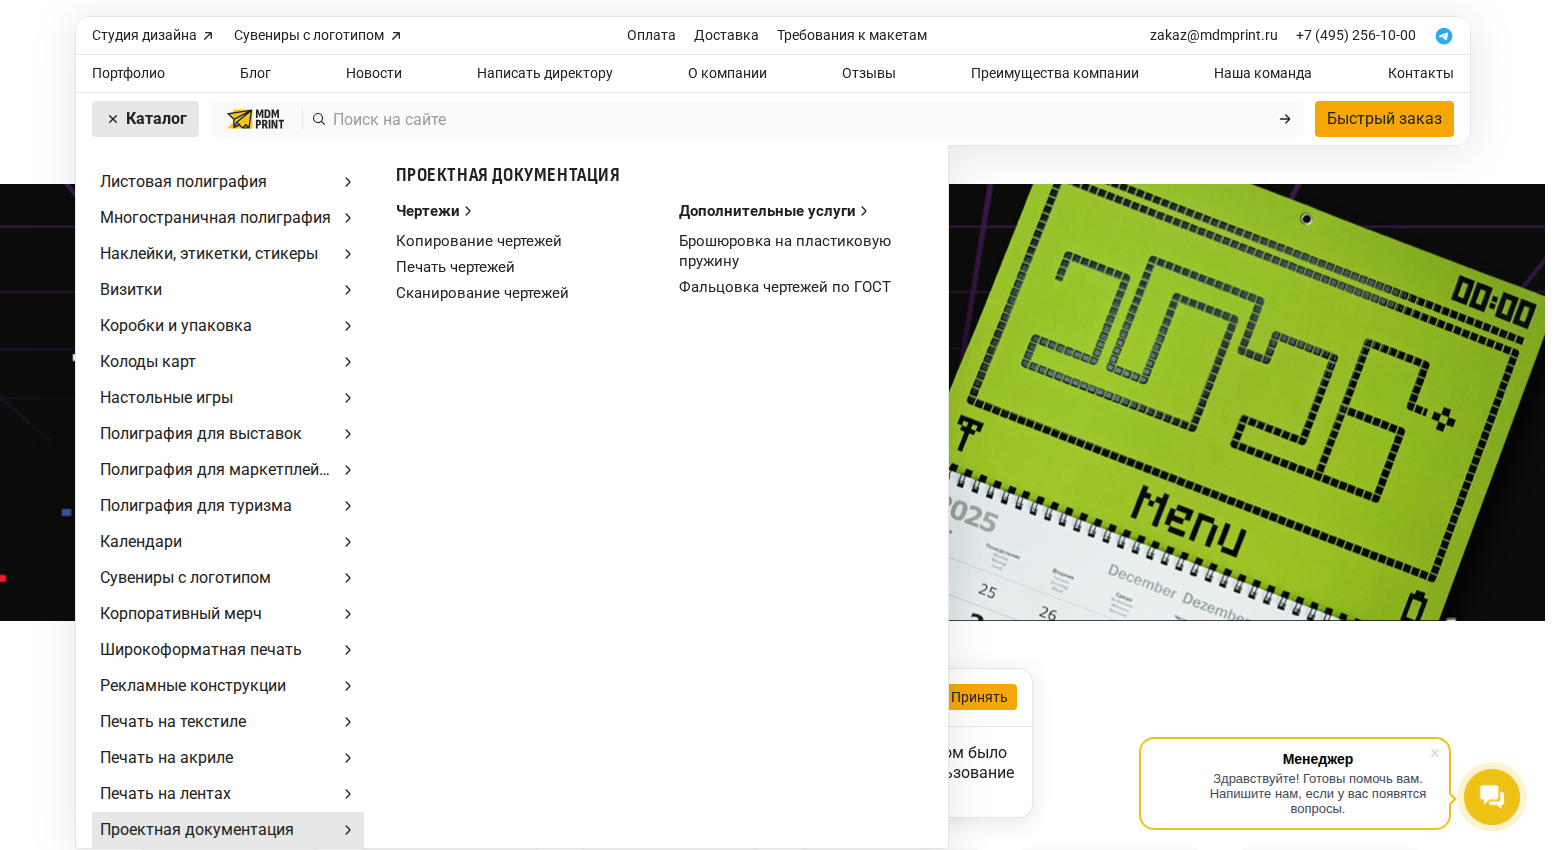 Студия дизайна
Сувениры с логотипом
Оплата
Доставка
Требования к макетам
zakaz@mdmprint.ru
+7 (495) 256-10-00
Портфолио
Блог
Новости
Написать директору
О компании
Отзывы
Преимущества компании
Наша команда
Контакты
Каталог
MDM
PRINT
Поиск на сайте
Быстрый заказ
Листовая полиграфия
Многостраничная полиграфия
Наклейки, этикетки, стикеры
Визитки
Коробки и упаковка
Колоды карт
Настольные игры
Полиграфия для выставок
Полиграфия для маркетплей...
Полиграфия для туризма
Календари
Сувениры с логотипом
Корпоративный мерч
Широкоформатная печать
Рекламные конструкции
Печать на текстиле
Печать на акриле
Печать на лентах
Проектная документация
ПРОЕКТНАЯ ДОКУМЕНТАЦИЯ
Чертежи
Копирование чертежей
Печать чертежей
Сканирование чертежей
Дополнительные услуги
Брошюровка на пластиковую
пружину
Фальцовка чертежей по ГОСТ
00:00
2026
Menu
2025
Понедельник
Вторник
Среда
December Dezember
25
26
Принять
было
Менеджер
Здравствуйте! Готовы помочь вам.
Напишите нам, если у вас появятся
вопросы.